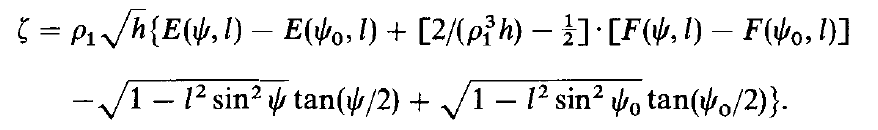 ζ = ρ₁√h{E(ψ, l) − E(ψ₀, l) + [2/(ρ₁³h) − ½]·[F(ψ, l) − F(ψ₀, l)]
−√(1 − l² sin² ψ) tan(ψ/2) + √(1 − l² sin² ψ₀) tan(ψ₀/2)}.